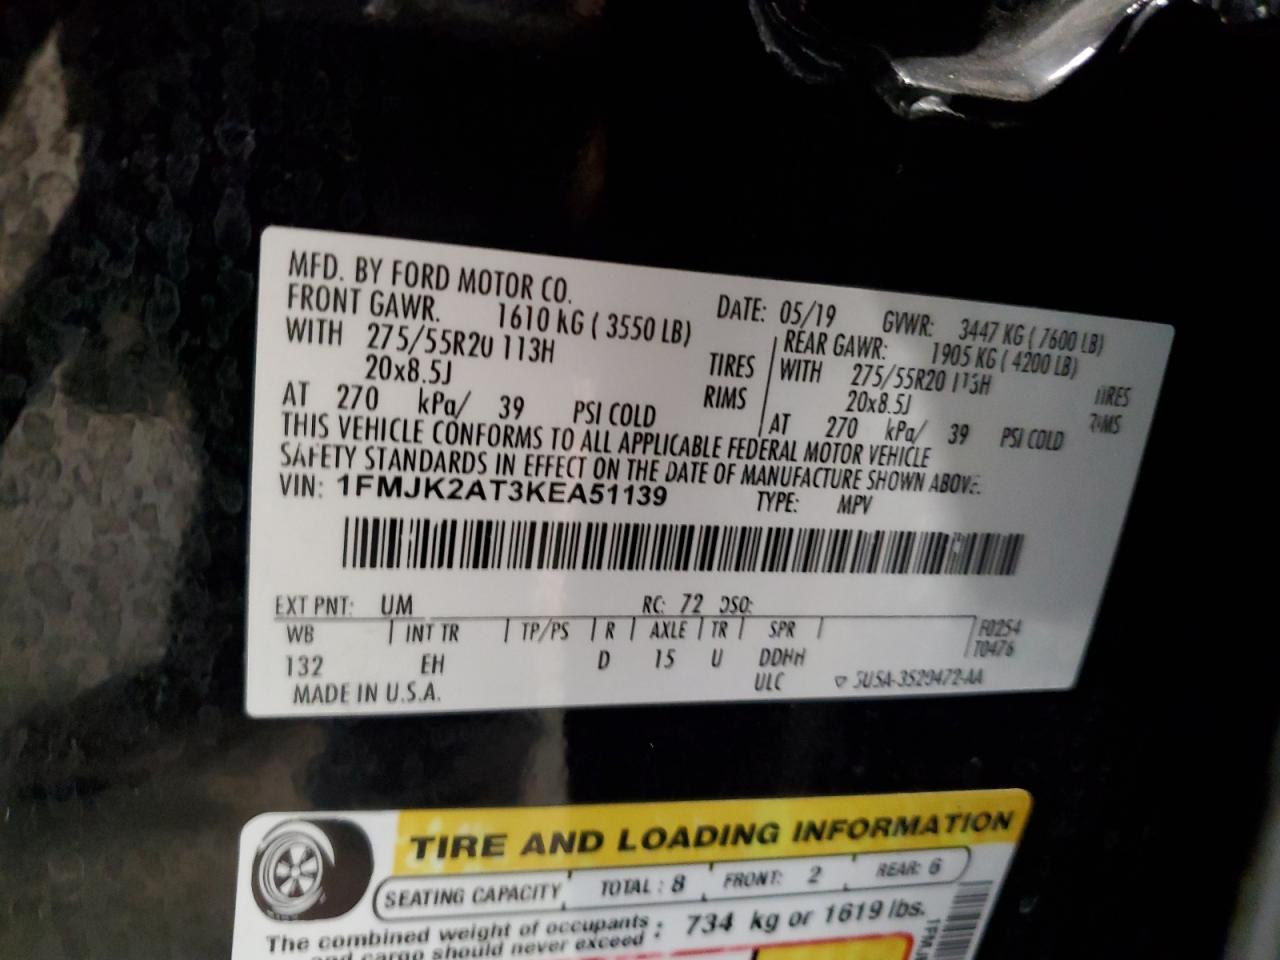 MFD. BY FORD MOTOR CO.
DATE: 05/19 GVWR: 3447 KG ( 7600 LB)
FRONT GAWR. 1610 KG ( 3550 LB)
WITH 275/55R20 113H TIRES
20x8.5J RIMS
AT 270 kPa/ 39 PSI COLD
REAR GAWR: 1905 KG ( 4200 LB)
WITH 275/55R20 113H TIRES
20x8.5J RIMS
AT 270 kPa/ 39 PSI COLD
THIS VEHICLE CONFORMS TO ALL APPLICABLE FEDERAL MOTOR VEHICLE
SAFETY STANDARDS IN EFFECT ON THE DATE OF MANUFACTURE SHOWN ABOVE.
VIN: 1FMJK2AT3KEA51139 TYPE: MPV
EXT PNT: UM RC: 72 DSO:
WB INT TR TP/PS R AXLE TR SPR F0254
132 EH D 15 U DDHH T0476
MADE IN U.S.A. ULC 5U5A-3529472-AA
TIRE AND LOADING INFORMATION
SEATING CAPACITY TOTAL : 8 FRONT: 2 REAR: 6
The combined weight of occupants : 734 kg or 1619 lbs.
and cargo should never exceed